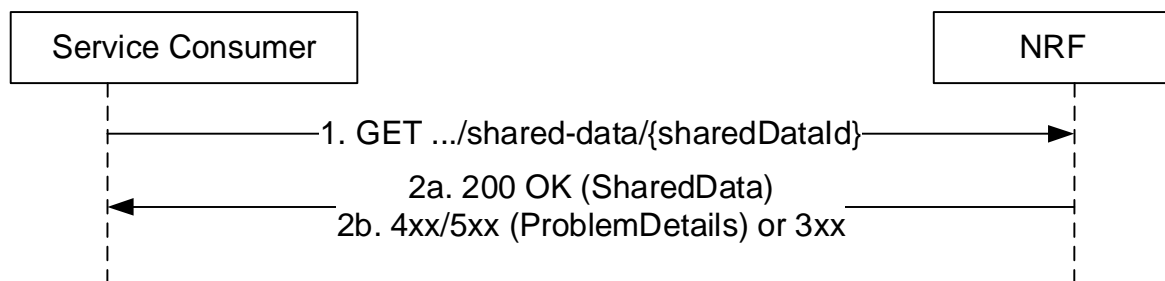 Service Consumer
NRF
1. GET .../shared-data/{sharedDataId}
2a. 200 OK (SharedData)
2b. 4xx/5xx (ProblemDetails) or 3xx